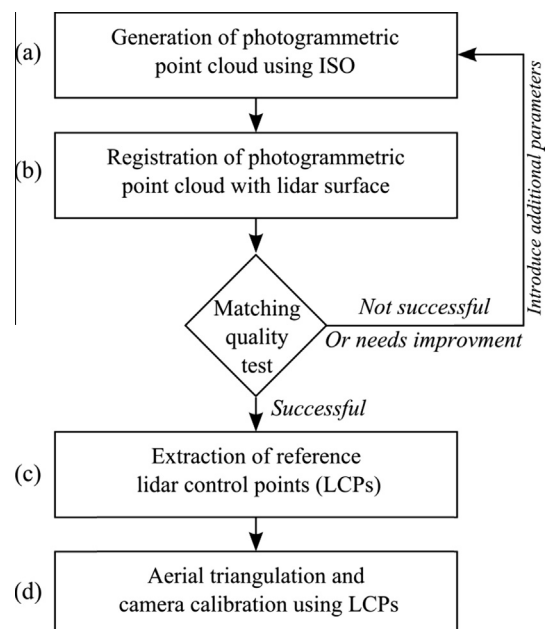 (a)
Generation of photogrammetric
point cloud using ISO
(b)
Registration of photogrammetric
point cloud with lidar surface
Introduce additional parameters
Matching
quality
test
Not successful
Or needs improvment
Successful
(c)
Extraction of reference
lidar control points (LCPs)
(d)
Aerial triangulation and
camera calibration using LCPs